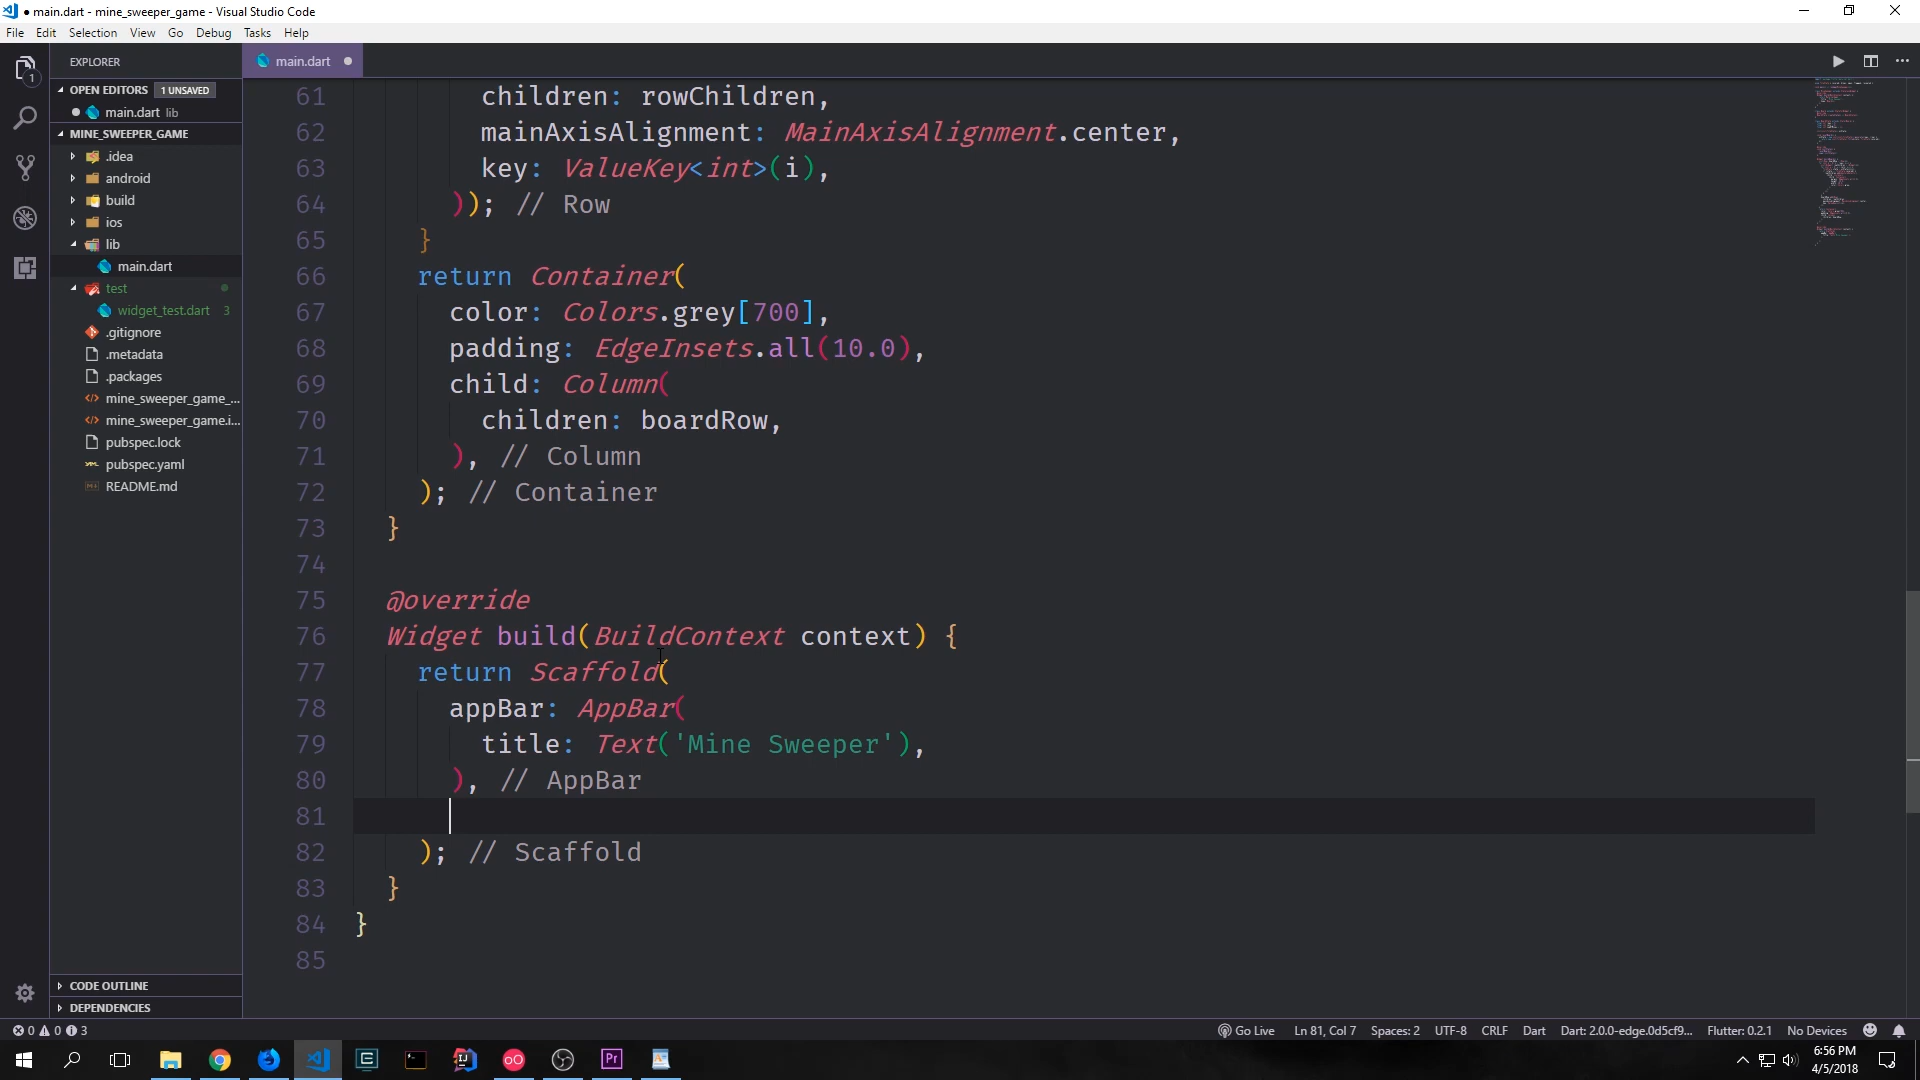 ● main.dart - mine_sweeper_game - Visual Studio Code
File Edit Selection View Go Debug Tasks Help
EXPLORER
main.dart
OPEN EDITORS 1 UNSAVED
main.dart lib
MINE_SWEEPER_GAME
.idea
android
build
ios
lib
main.dart
test
widget_test.dart 3
.gitignore
.metadata
.packages
mine_sweeper_game_...
mine_sweeper_game.i...
pubspec.lock
pubspec.yaml
README.md
CODE OUTLINE
DEPENDENCIES
1
61 children: rowChildren,
62 mainAxisAlignment: MainAxisAlignment.center,
63 key: ValueKey<int>(i),
64 )); // Row
65 }
66 return Container(
67 color: Colors.grey[700],
68 padding: EdgeInsets.all(10.0),
69 child: Column(
70 children: boardRow,
71 ), // Column
72 ); // Container
73 }
74
75 @override
76 Widget build(BuildContext context) {
77 return Scaffold(
78 appBar: AppBar(
79 title: Text('Mine Sweeper'),
80 ), // AppBar
81
82 ); // Scaffold
83 }
84 }
85
0 0 3 Go Live Ln 81, Col 7 Spaces: 2 UTF-8 CRLF Dart Dart: 2.0.0-edge.0d5cf9... Flutter: 0.2.1 No Devices
6:56 PM
4/5/2018